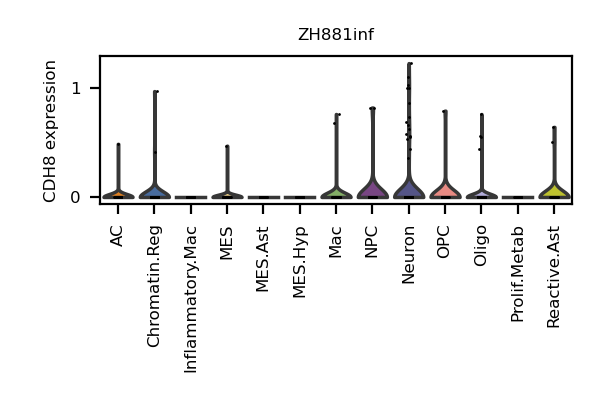 ZH881inf
CDH8 expression
1
0
AC
Chromatin.Reg
Inflammatory.Mac
MES
MES.Ast
MES.Hyp
Mac
NPC
Neuron
OPC
Oligo
Prolif.Metab
Reactive.Ast